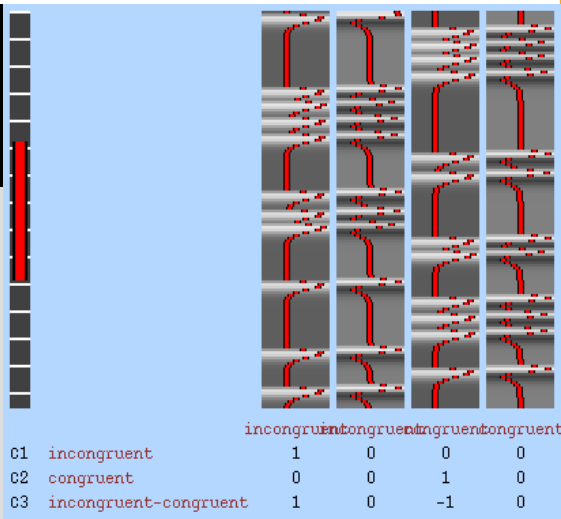 incongruent incongruent congruent congruent
C1 incongruent 1 0 0 0
C2 congruent 0 0 1 0
C3 incongruent-congruent 1 0 -1 0